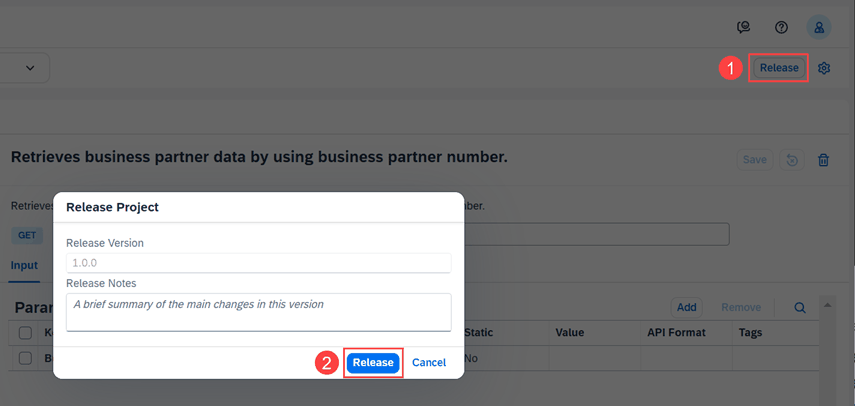 1
Release
Retrieves business partner data by using business partner number.
Save
Retrieves
mber.
GET
Release Project
Release Version
1.0.0
Release Notes
A brief summary of the main changes in this version
2
Release
Cancel
Input
Add
Remove
Static
Value
API Format
Tags
No